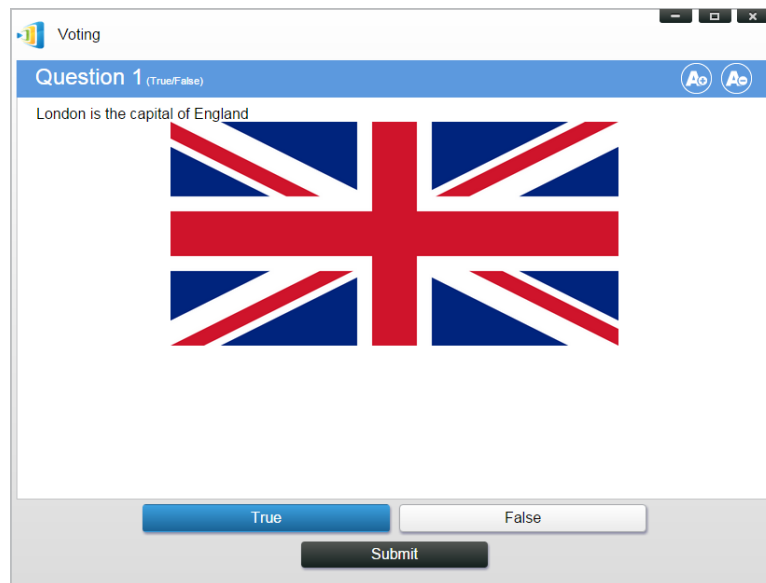 Voting
Question 1 (True/False)
A+ A-
London is the capital of England
True False
Submit